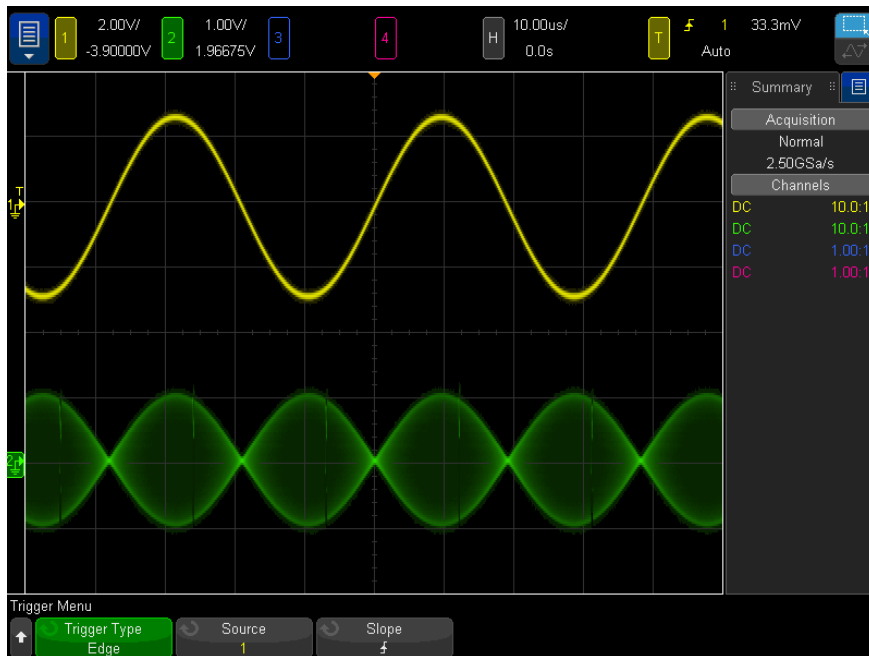 1 2.00V/ 2 1.00V/ 3 4 H 10.00us/ T 1 33.3mV
-3.90000V 1.96675V 0.0s Auto
Summary
Acquisition
Normal
2.50GSa/s
Channels
DC 10.0:1
DC 10.0:1
DC 1.00:1
DC 1.00:1
T
1
2
Trigger Menu
Trigger Type Source Slope
Edge 1